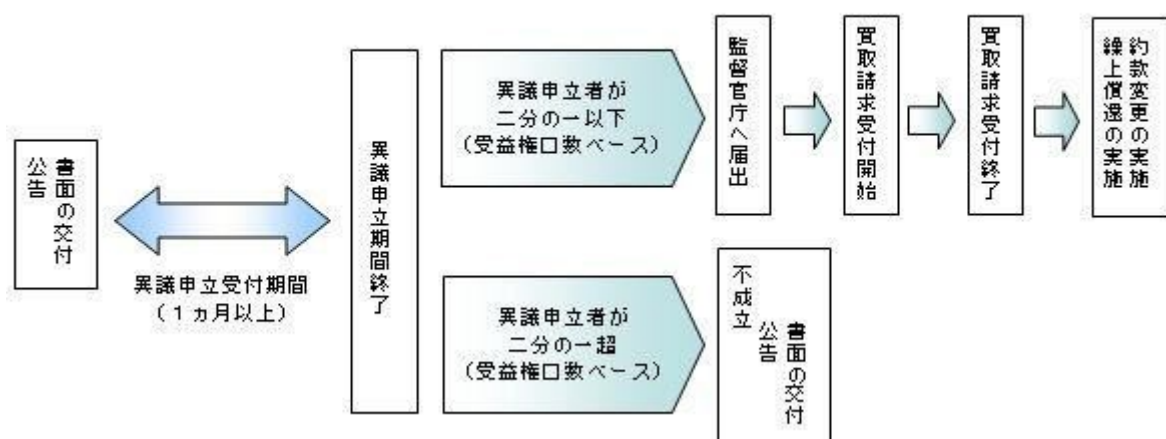 書面の交付
公告
異議申立受付期間
(1ヵ月以上)
異議申立期間終了
異議申立者が
二分の一以下
(受益権口数ベース)
監督官庁へ届出
買取請求受付開始
買取請求受付終了
約款変更の実施
繰上償還の実施
異議申立者が
二分の一超
(受益権口数ベース)
不成立
書面の交付
公告